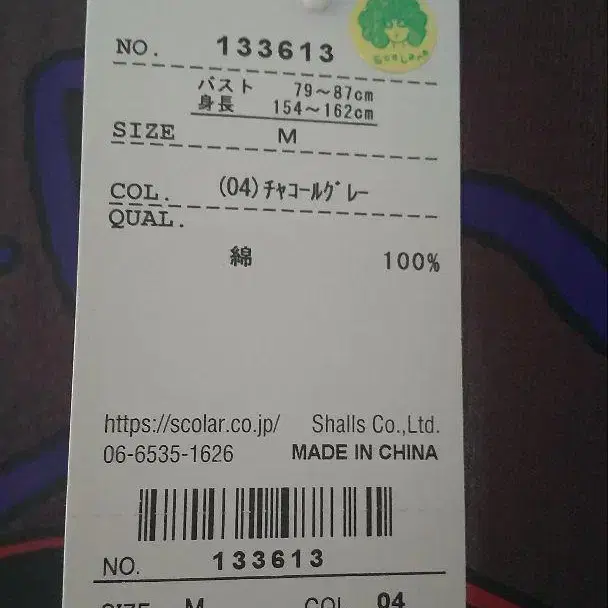 ScoLar
NO. 133613
バスト 79～87cm
身長 154～162cm
SIZE M
COL. (04)ﾁｬｺｰﾙｸﾞﾚｰ
QUAL.
綿 100%
https://scolar.co.jp/ Shalls Co.,Ltd.
06-6535-1626 MADE IN CHINA
NO. 133613
SIZE M COL 04